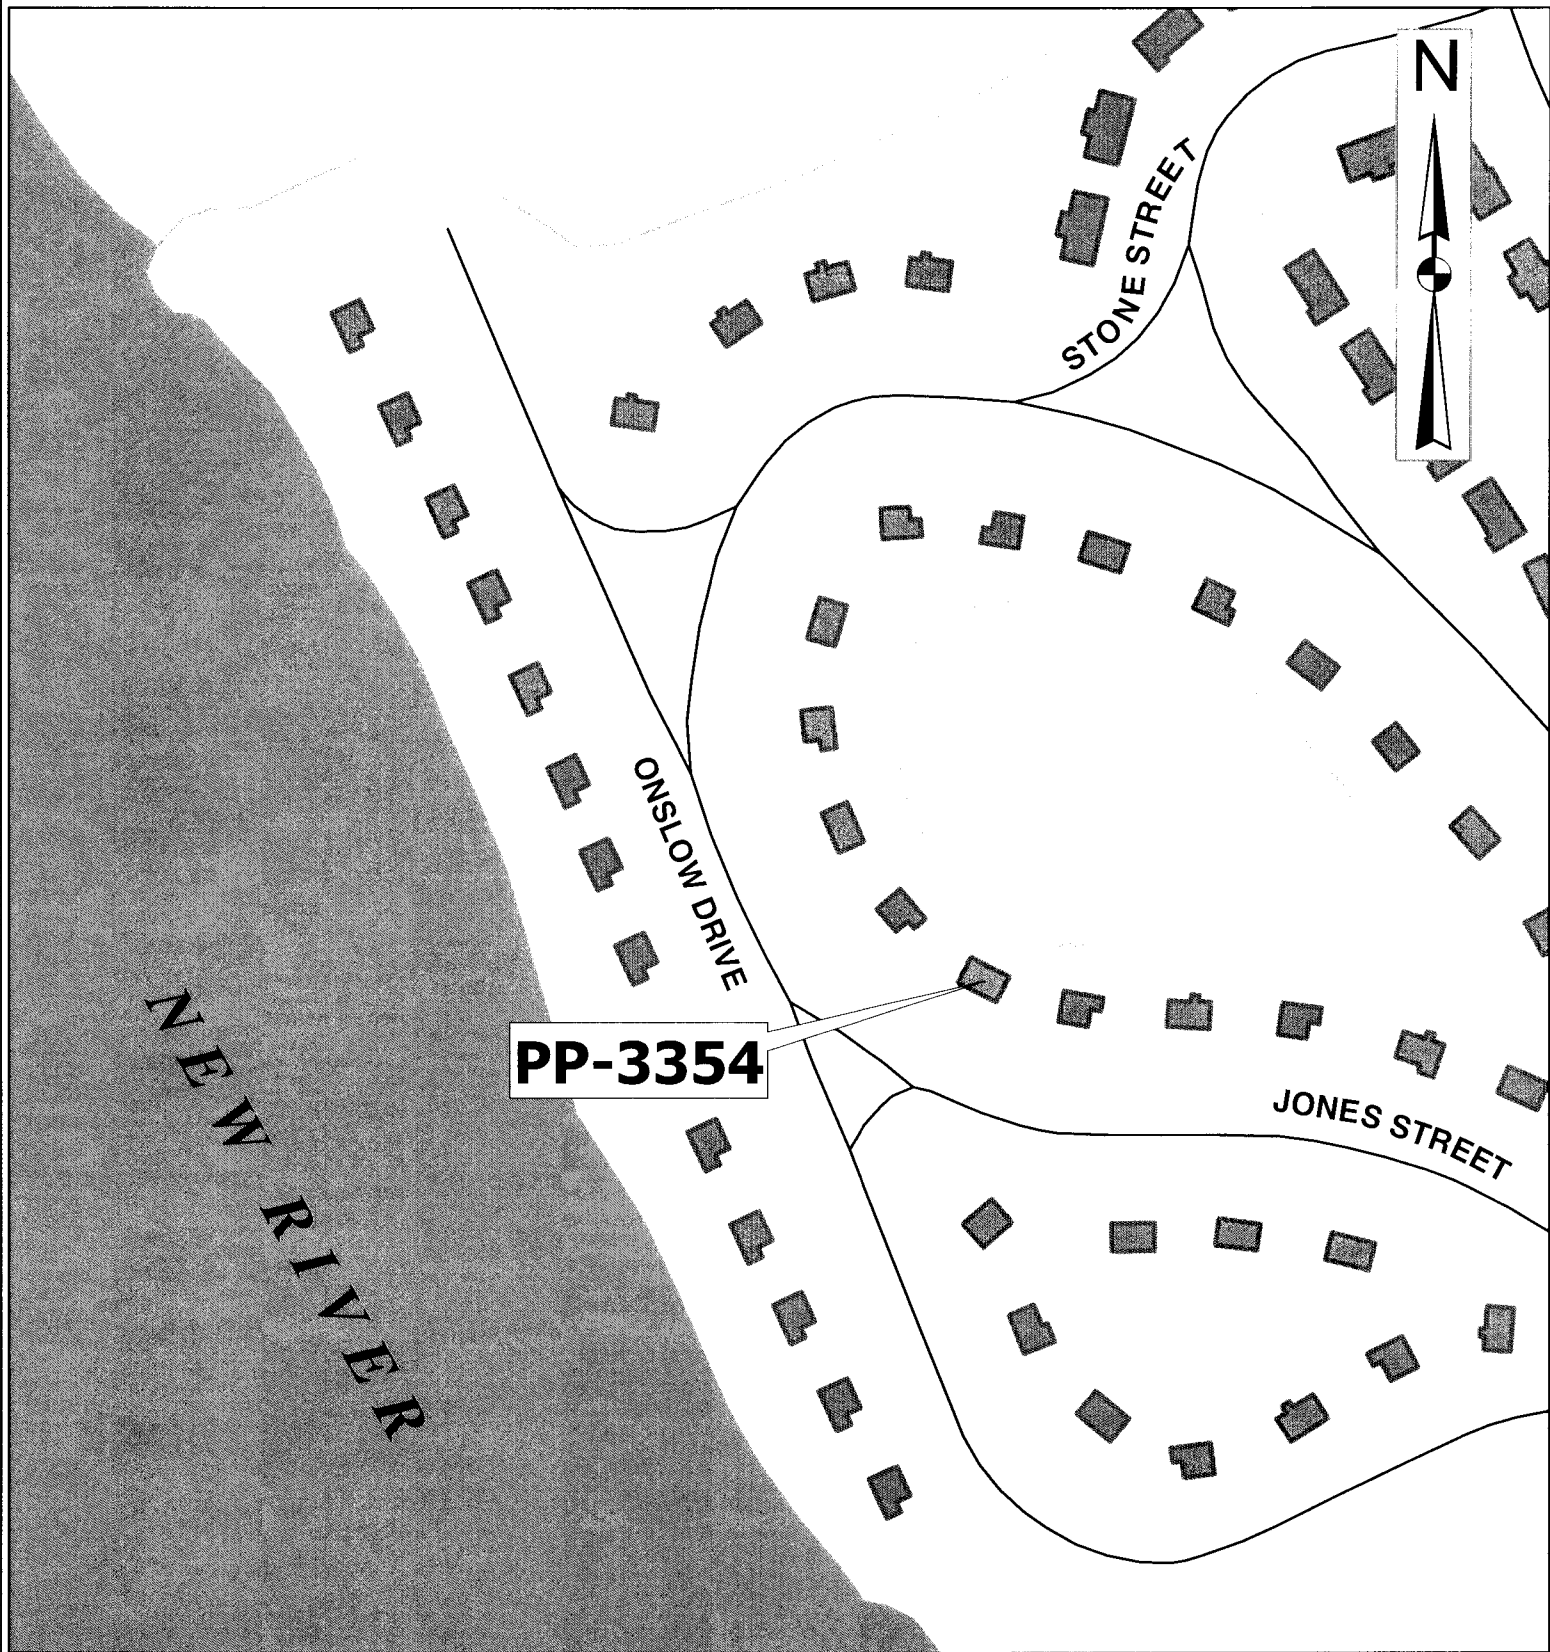 N
STONE STREET
ONSLOW DRIVE
NEW RIVER
PP-3354
JONES STREET